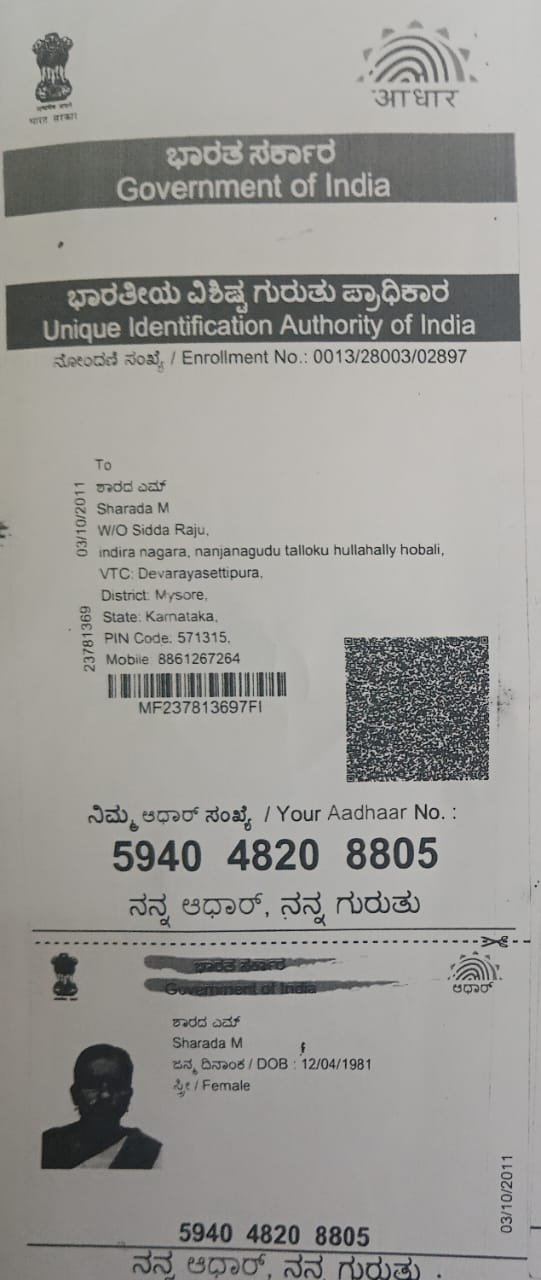 भारत सरकार
आधार
ಭಾರತ ಸರ್ಕಾರ
Government of India
ಭಾರತೀಯ ವಿಶಿಷ್ಟ ಗುರುತು ಪ್ರಾಧಿಕಾರ
Unique Identification Authority of India
ನೋಂದಣಿ ಸಂಖ್ಯೆ / Enrollment No.: 0013/28003/02897
To
ಶಾರದ ಎಮ್
Sharada M
W/O Sidda Raju,
indira nagara, nanjanagudu talloku hullahally hobali,
VTC: Devarayasettipura,
District: Mysore,
State: Karnataka,
PIN Code: 571315,
Mobile: 8861267264
03/10/2011
23781369
MF237813697FI
ನಿಮ್ಮ ಆಧಾರ್ ಸಂಖ್ಯೆ / Your Aadhaar No. :
5940 4820 8805
ನನ್ನ ಆಧಾರ್, ನನ್ನ ಗುರುತು
ಭಾರತ ಸರ್ಕಾರ
Government of India
ಆಧಾರ್
ಶಾರದ ಎಮ್
Sharada M
ಜನ್ಮ ದಿನಾಂಕ / DOB : 12/04/1981
ಸ್ತ್ರೀ / Female
03/10/2011
5940 4820 8805
ನನ್ನ ಆಧಾರ್, ನನ್ನ ಗುರುತು